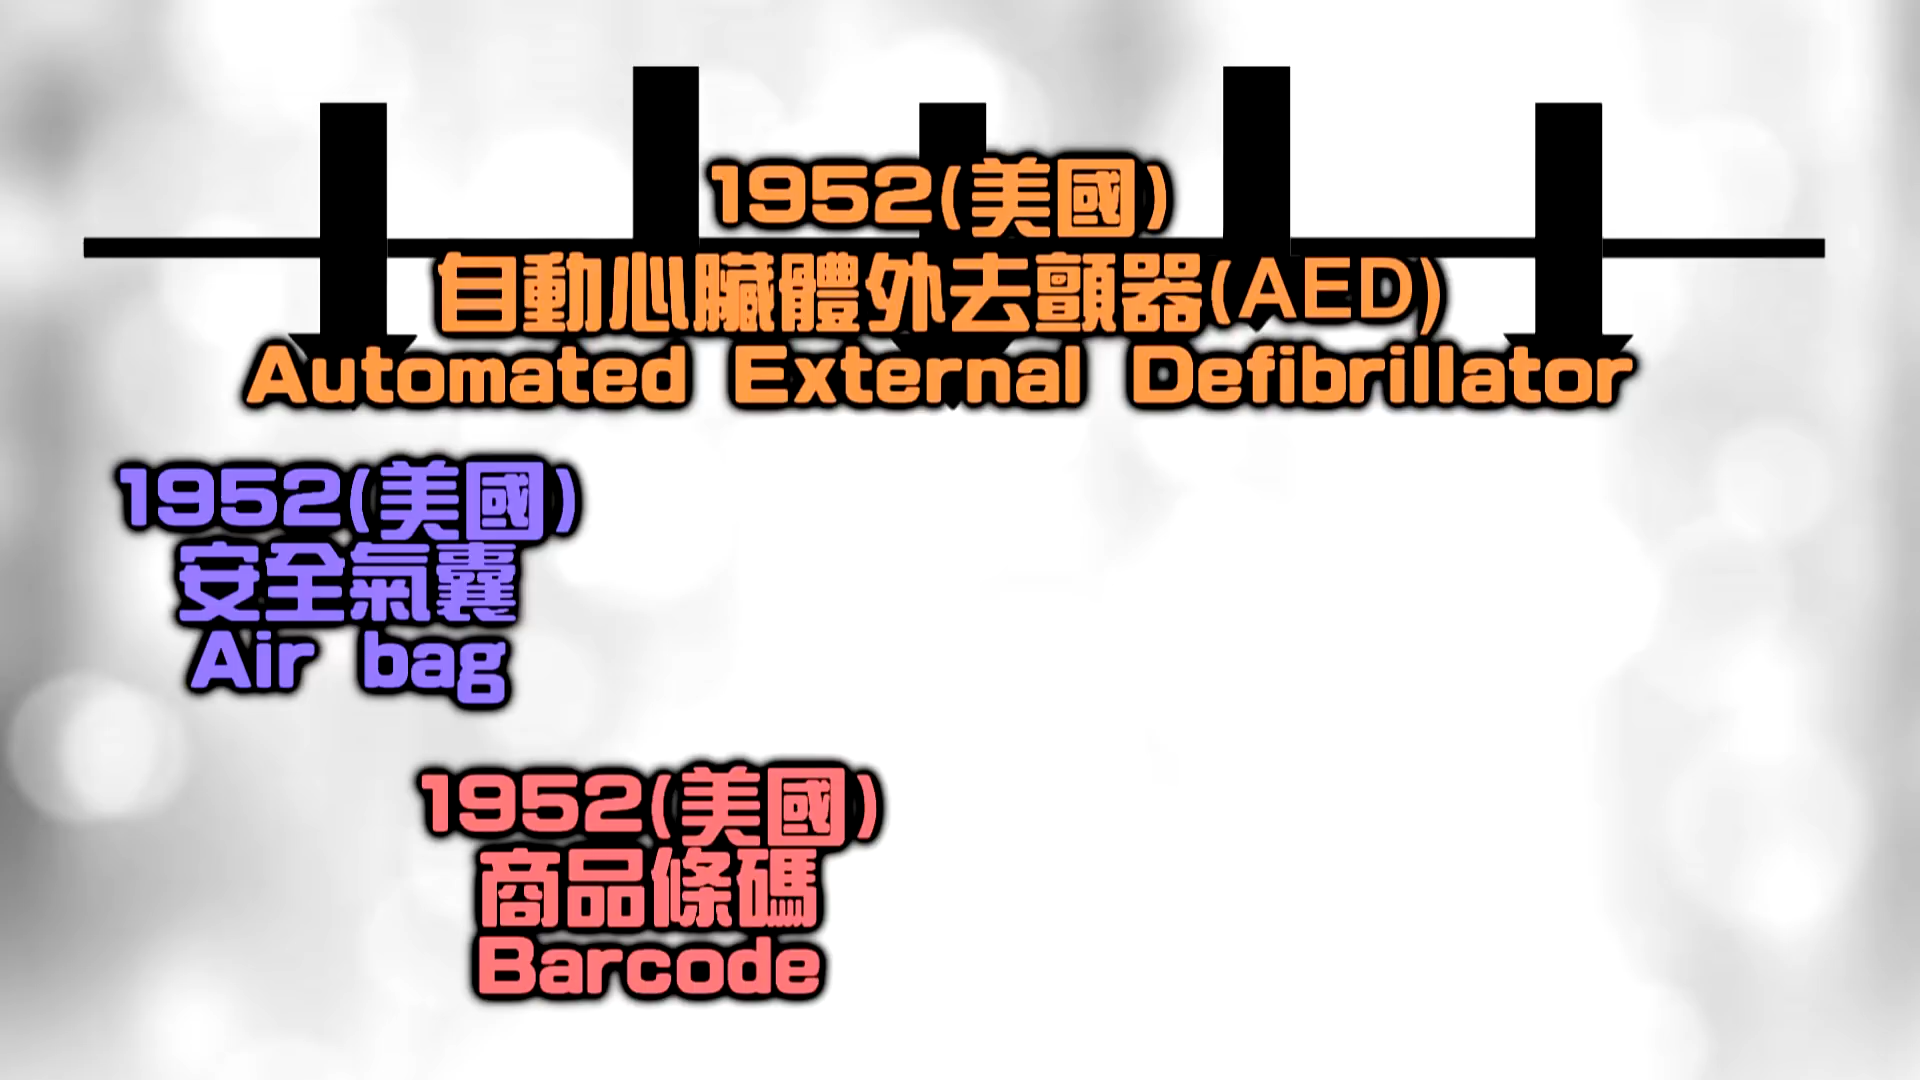 1952(美國)
自動心臟體外去顫器(AED)
Automated External Defibrillator
1952(美國)
安全氣囊
Air bag
1952(美國)
商品條碼
Barcode